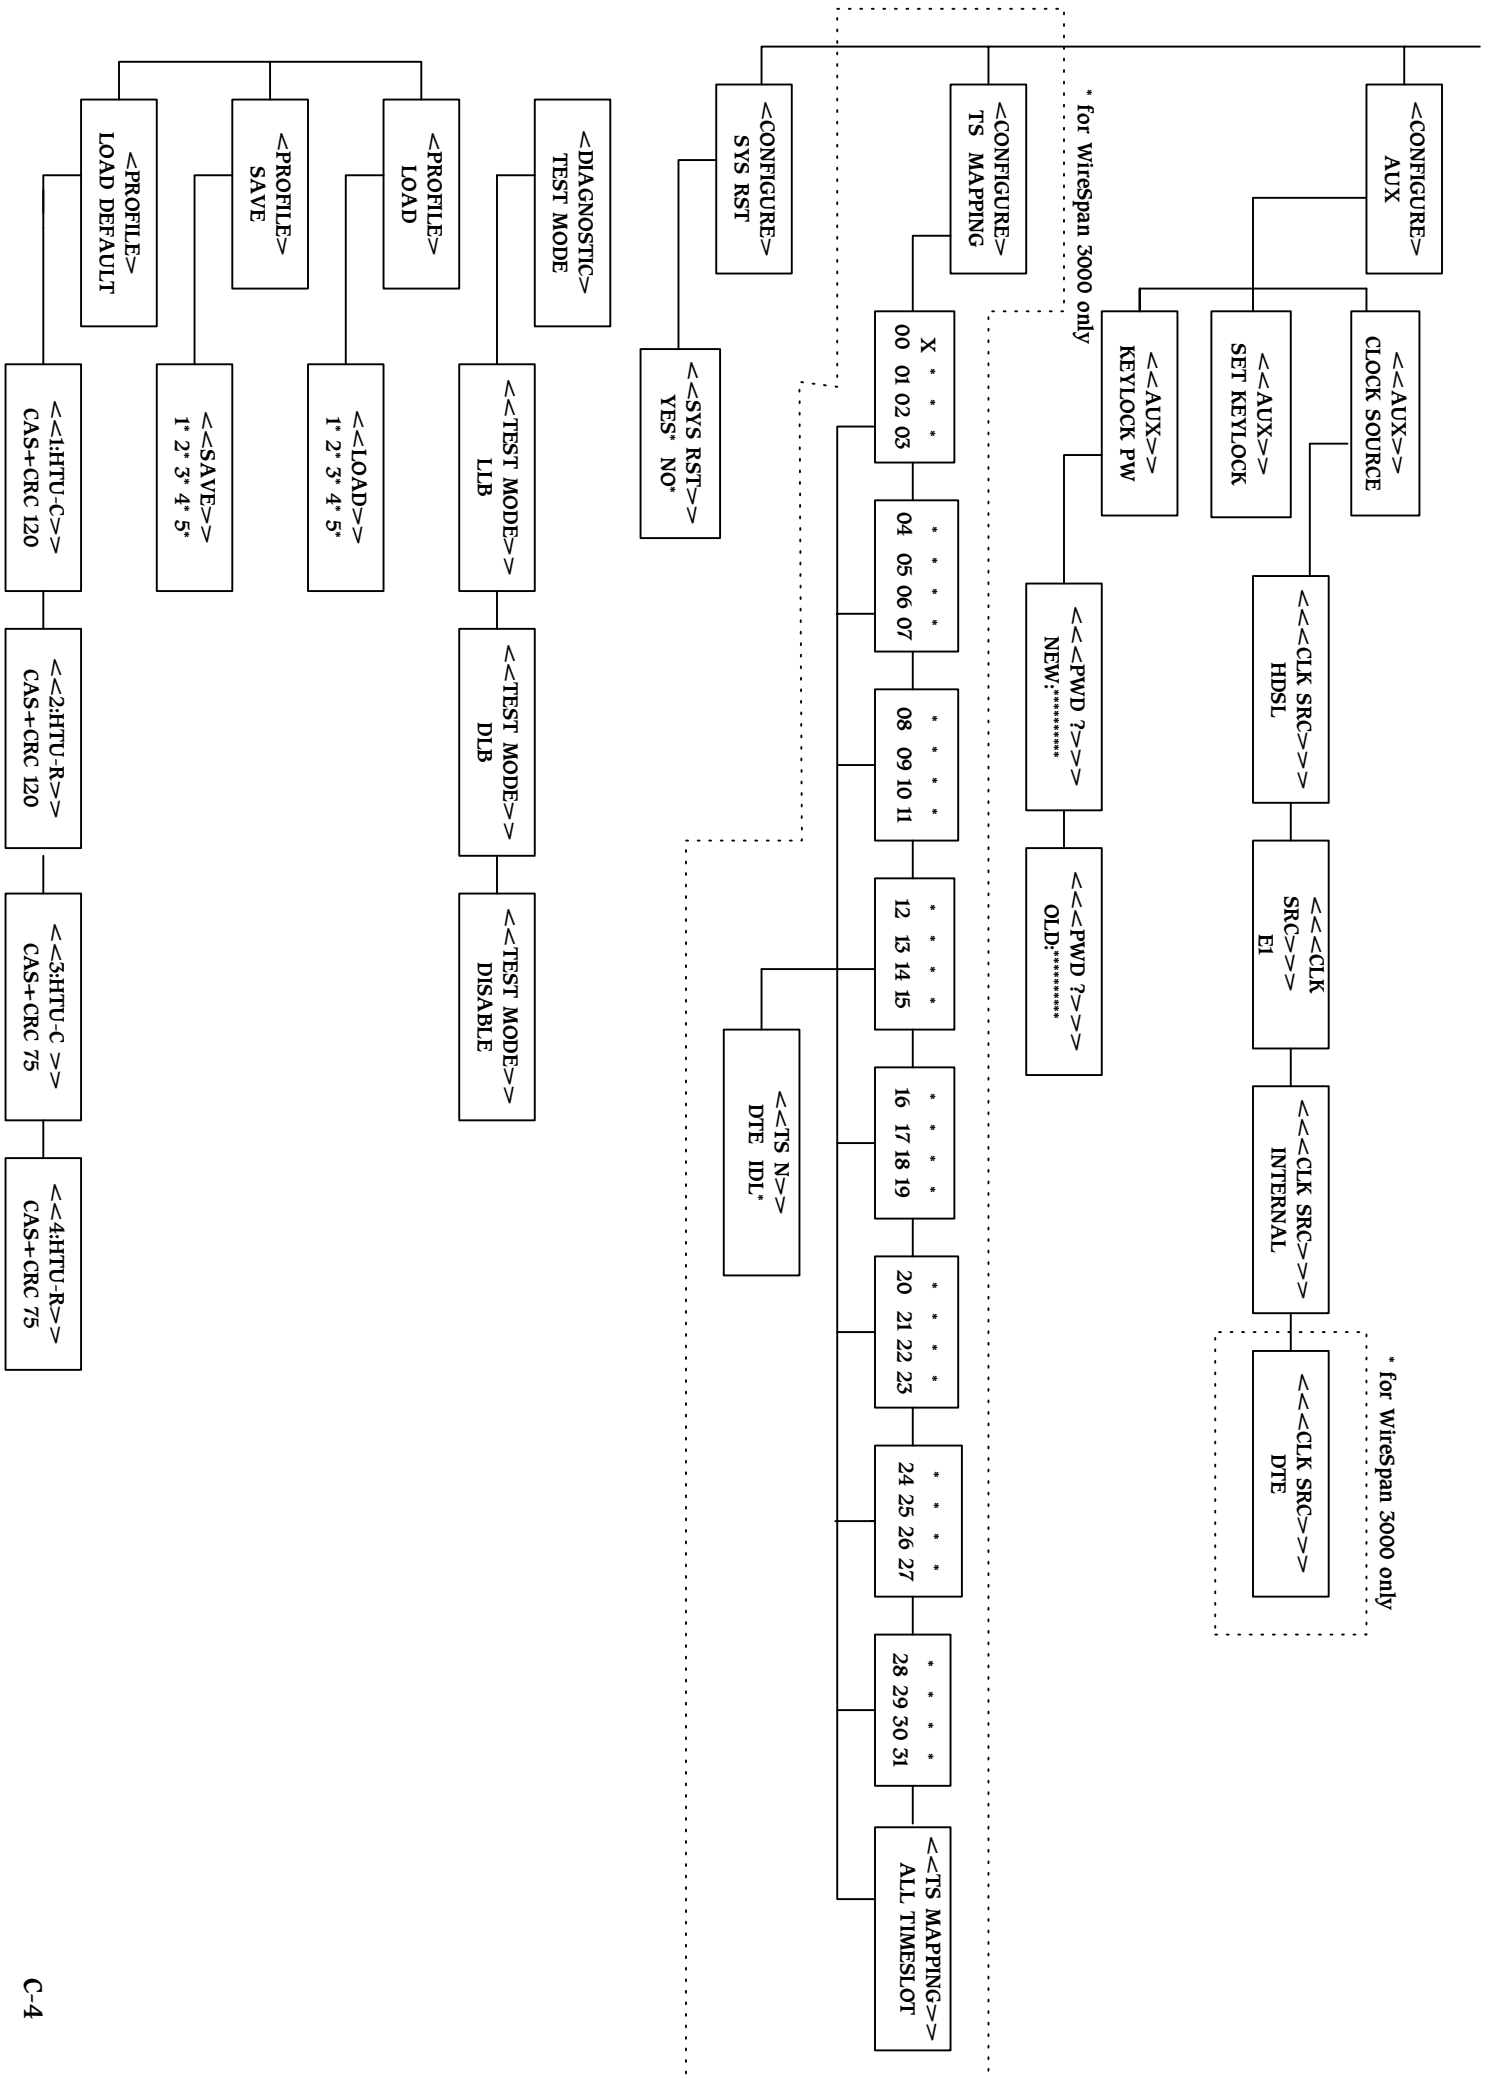 <CONFIGURE>
AUX
<<AUX>>
CLOCK SOURCE
<<<CLK SRC>>>
HDSL
<<<CLK
SRC>>>
E1
<<<CLK SRC>>>
INTERNAL
* for WireSpan 3000 only
<<<CLK SRC>>>
DTE
<<AUX>>
SET KEYLOCK
<<AUX>>
KEYLOCK PW
<<<PWD ?>>>
NEW:**********
<<<PWD ?>>>
OLD:**********
* for WireSpan 3000 only
<CONFIGURE>
TS MAPPING
X * * *
00 01 02 03
* * * *
04 05 06 07
* * * *
08 09 10 11
* * * *
12 13 14 15
* * * *
16 17 18 19
* * * *
20 21 22 23
* * * *
24 25 26 27
* * * *
28 29 30 31
<<TS MAPPING>>
ALL TIMESLOT
<<TS N>>
DTE IDL*
<CONFIGURE>
SYS RST
<<SYS RST>>
YES* NO*
<DIAGNOSTIC>
TEST MODE
<<TEST MODE>>
LLB
<<TEST MODE>>
DLB
<<TEST MODE>>
DISABLE
<PROFILE>
LOAD
<<LOAD>>
1* 2* 3* 4* 5*
<PROFILE>
SAVE
<<SAVE>>
1* 2* 3* 4* 5*
<PROFILE>
LOAD DEFAULT
<<1:HTU-C>>
CAS+CRC 120
<<2:HTU-R>>
CAS+CRC 120
<<3:HTU-C >>
CAS+CRC 75
<<4:HTU-R>>
CAS+CRC 75
C-4